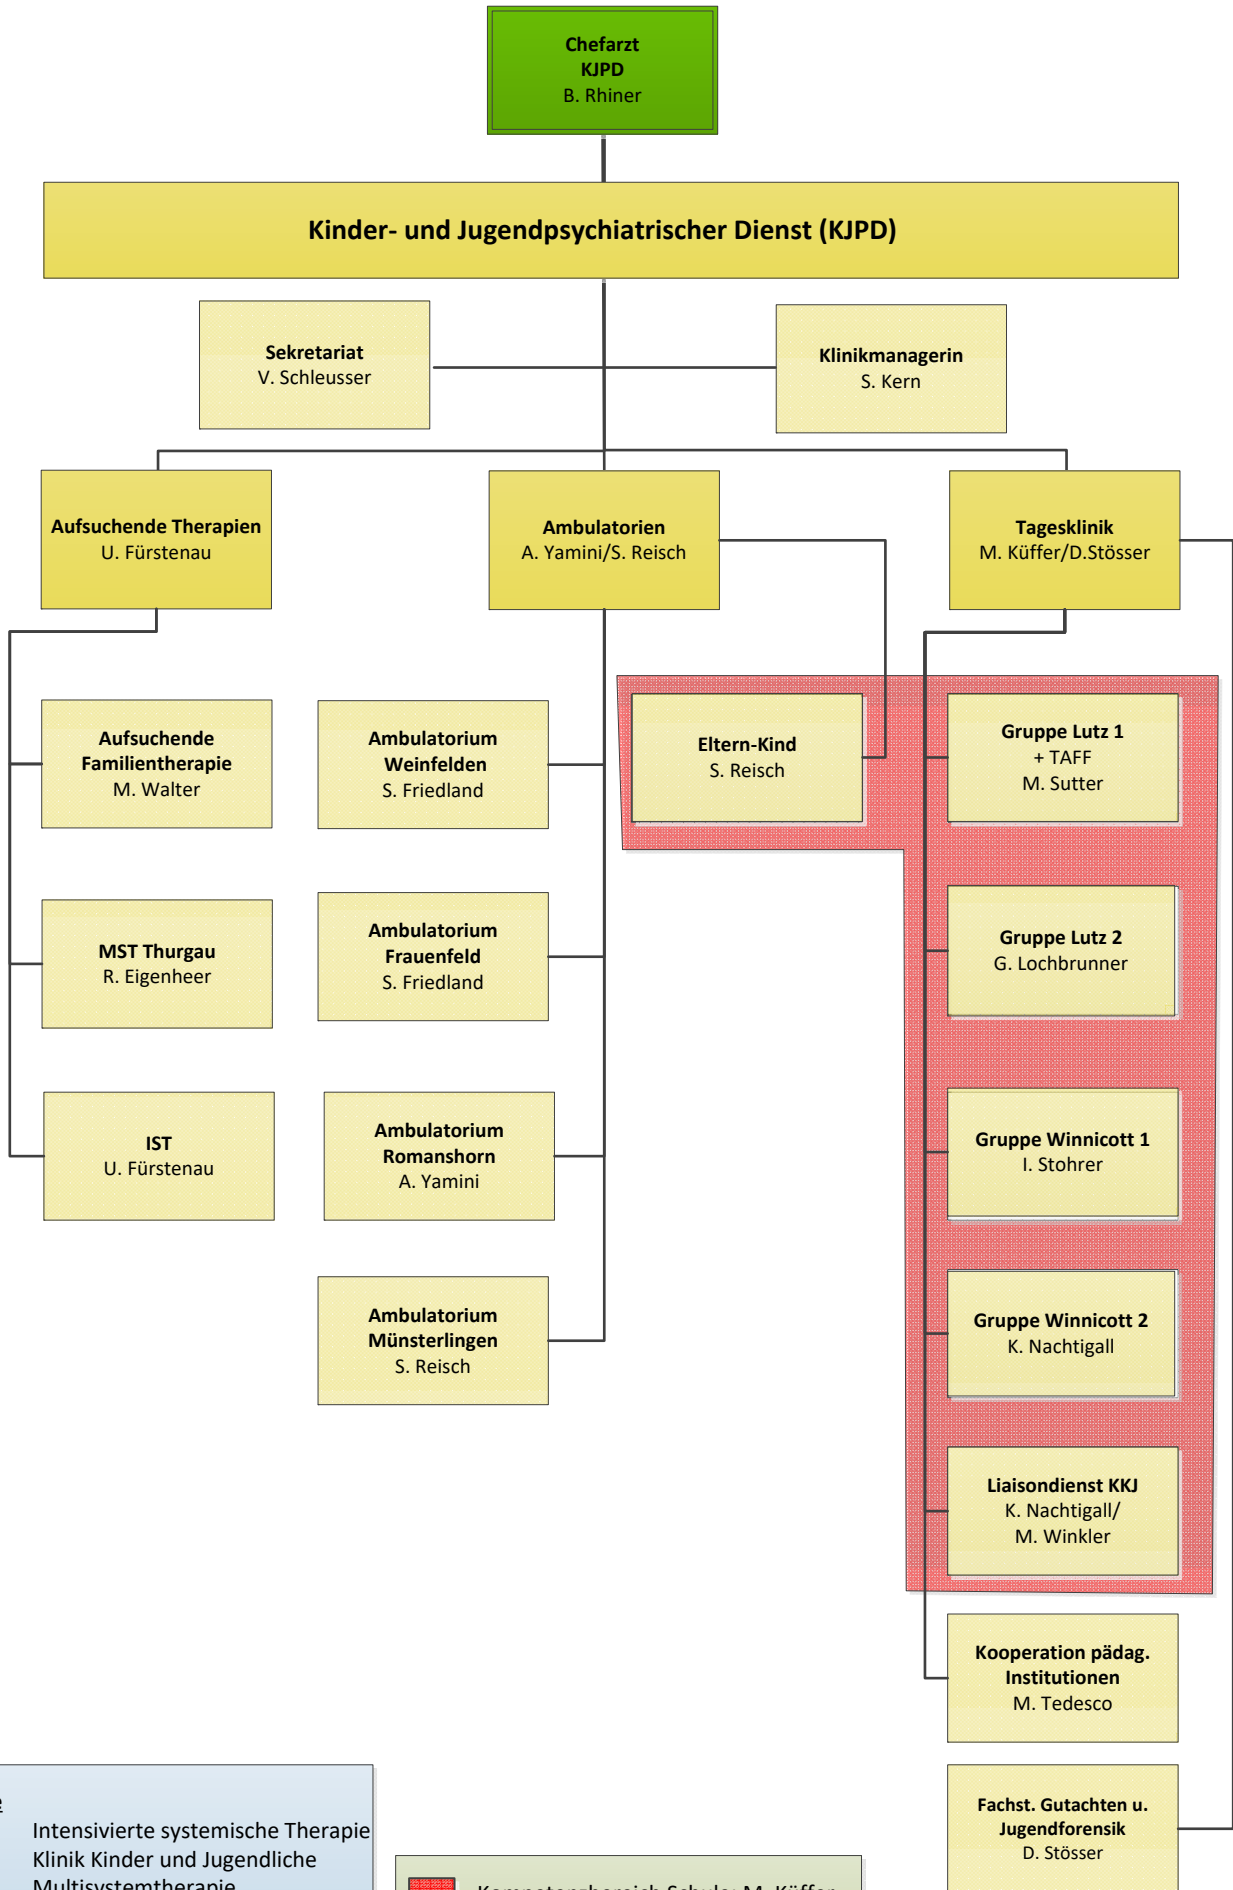 Chefarzt
KJPD
B. Rhiner
Kinder- und Jugendpsychiatrischer Dienst (KJPD)
Sekretariat
V. Schleusser
Klinikmanagerin
S. Kern
Aufsuchende Therapien
U. Fürstenau
Ambulatorien
A. Yamini/S. Reisch
Tagesklinik
M. Küffer/D.Stösser
Aufsuchende
Familientherapie
M. Walter
Ambulatorium
Weinfelden
S. Friedland
Eltern-Kind
S. Reisch
Gruppe Lutz 1
+ TAFF
M. Sutter
MST Thurgau
R. Eigenheer
Ambulatorium
Frauenfeld
S. Friedland
Gruppe Lutz 2
G. Lochbrunner
IST
U. Fürstenau
Ambulatorium
Romanshorn
A. Yamini
Gruppe Winnicott 1
I. Stohrer
Ambulatorium
Münsterlingen
S. Reisch
Gruppe Winnicott 2
K. Nachtigall
Liaisondienst KKJ
K. Nachtigall/
M. Winkler
Kooperation pädag.
Institutionen
M. Tedesco
Fachst. Gutachten u.
Jugendforensik
D. Stösser
Intensivierte systemische Therapie
Klinik Kinder und Jugendliche
Multisystemtherapie
Kompetenzbereich Schule: M. Küffer